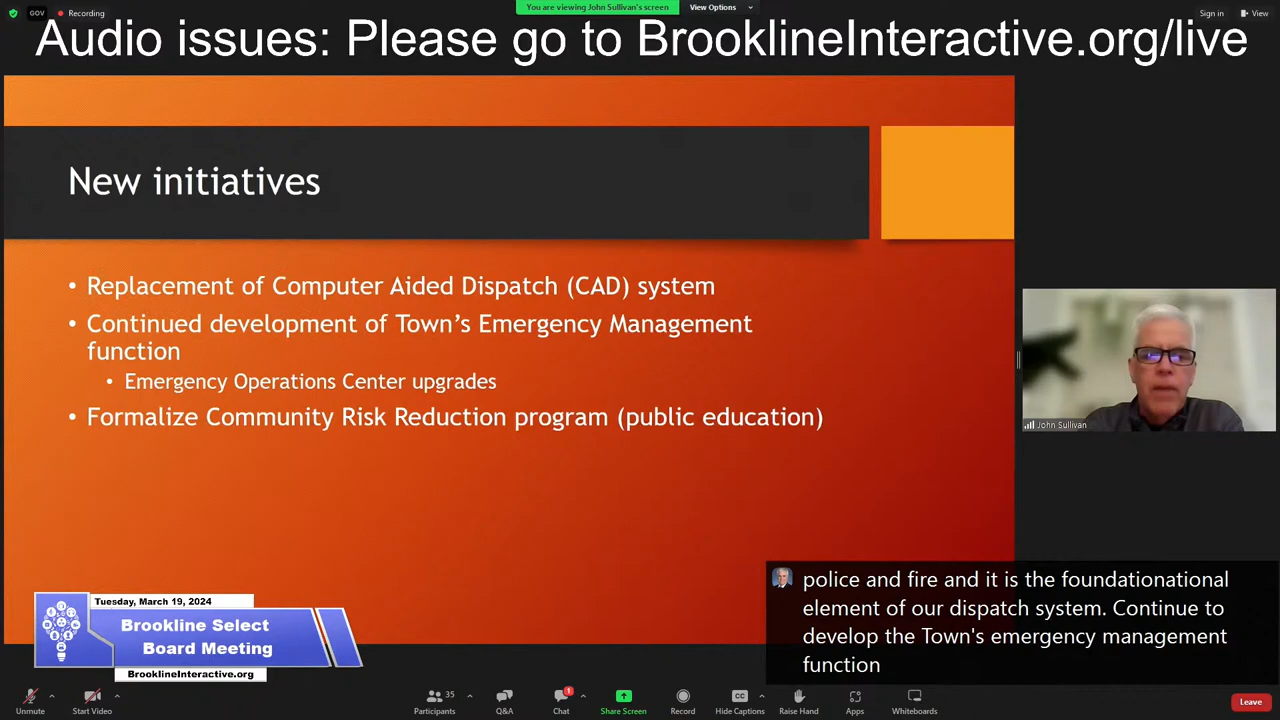 GOV
Recording
You are viewing John Sullivan's screen
View Options
Sign in
View
Audio issues: Please go to BrooklineInteractive.org/live
New initiatives
• Replacement of Computer Aided Dispatch (CAD) system
• Continued development of Town's Emergency Management
function
• Emergency Operations Center upgrades
• Formalize Community Risk Reduction program (public education)
John Sullivan
police and fire and it is the foundationational
element of our dispatch system. Continue to
develop the Town's emergency management
function
Tuesday, March 19, 2024
Brookline Select
Board Meeting
BrooklineInteractive.org
Unmute
Start Video
35
Participants
Q&A
1
Chat
Share Screen
Record
CC
Hide Captions
Raise Hand
Apps
Whiteboards
Leave